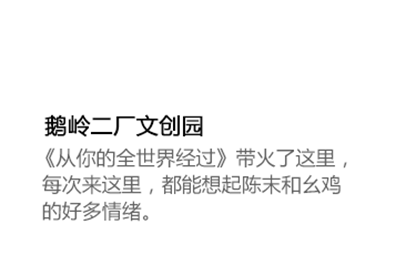 鹅岭二厂文创园
《从你的全世界经过》带火了这里，
每次来这里，都能想起陈末和幺鸡
的好多情绪。